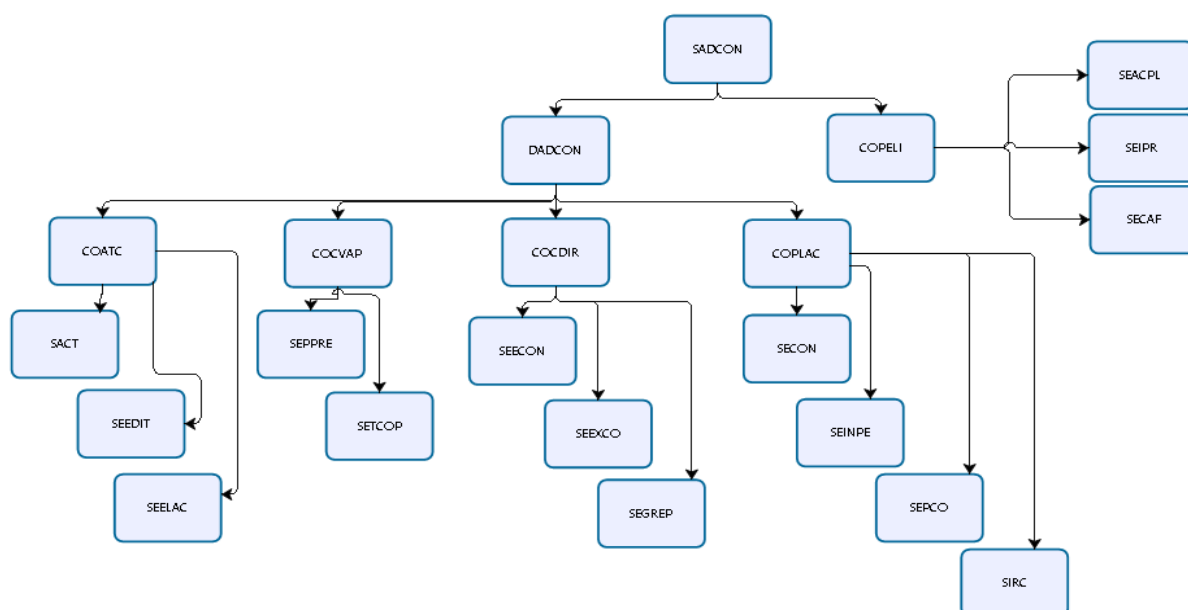 SADCON
SEACPL
DADCON
COPELI
SEIPR
SECAF
COATC
COCVAP
COCDIR
COPLAC
SACT
SEPPRE
SEECON
SECON
SEEDIT
SETCOP
SEEXCO
SEINPE
SEELAC
SEGREP
SEPCO
SIRC